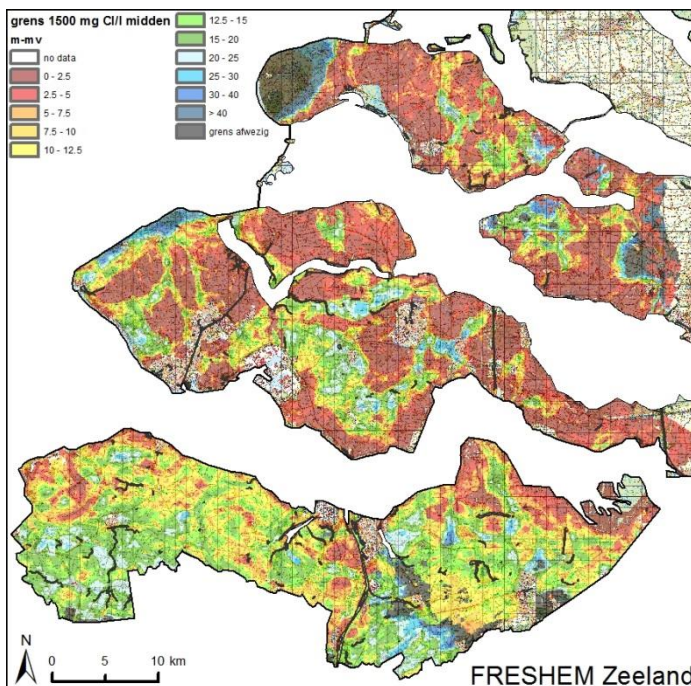 grens 1500 mg Cl/l midden
m-mv
no data
0 - 2.5
2.5 - 5
5 - 7.5
7.5 - 10
10 - 12.5
12.5 - 15
15 - 20
20 - 25
25 - 30
30 - 40
> 40
grens afwezig
N
0 5 10 km
FRESHEM Zeeland